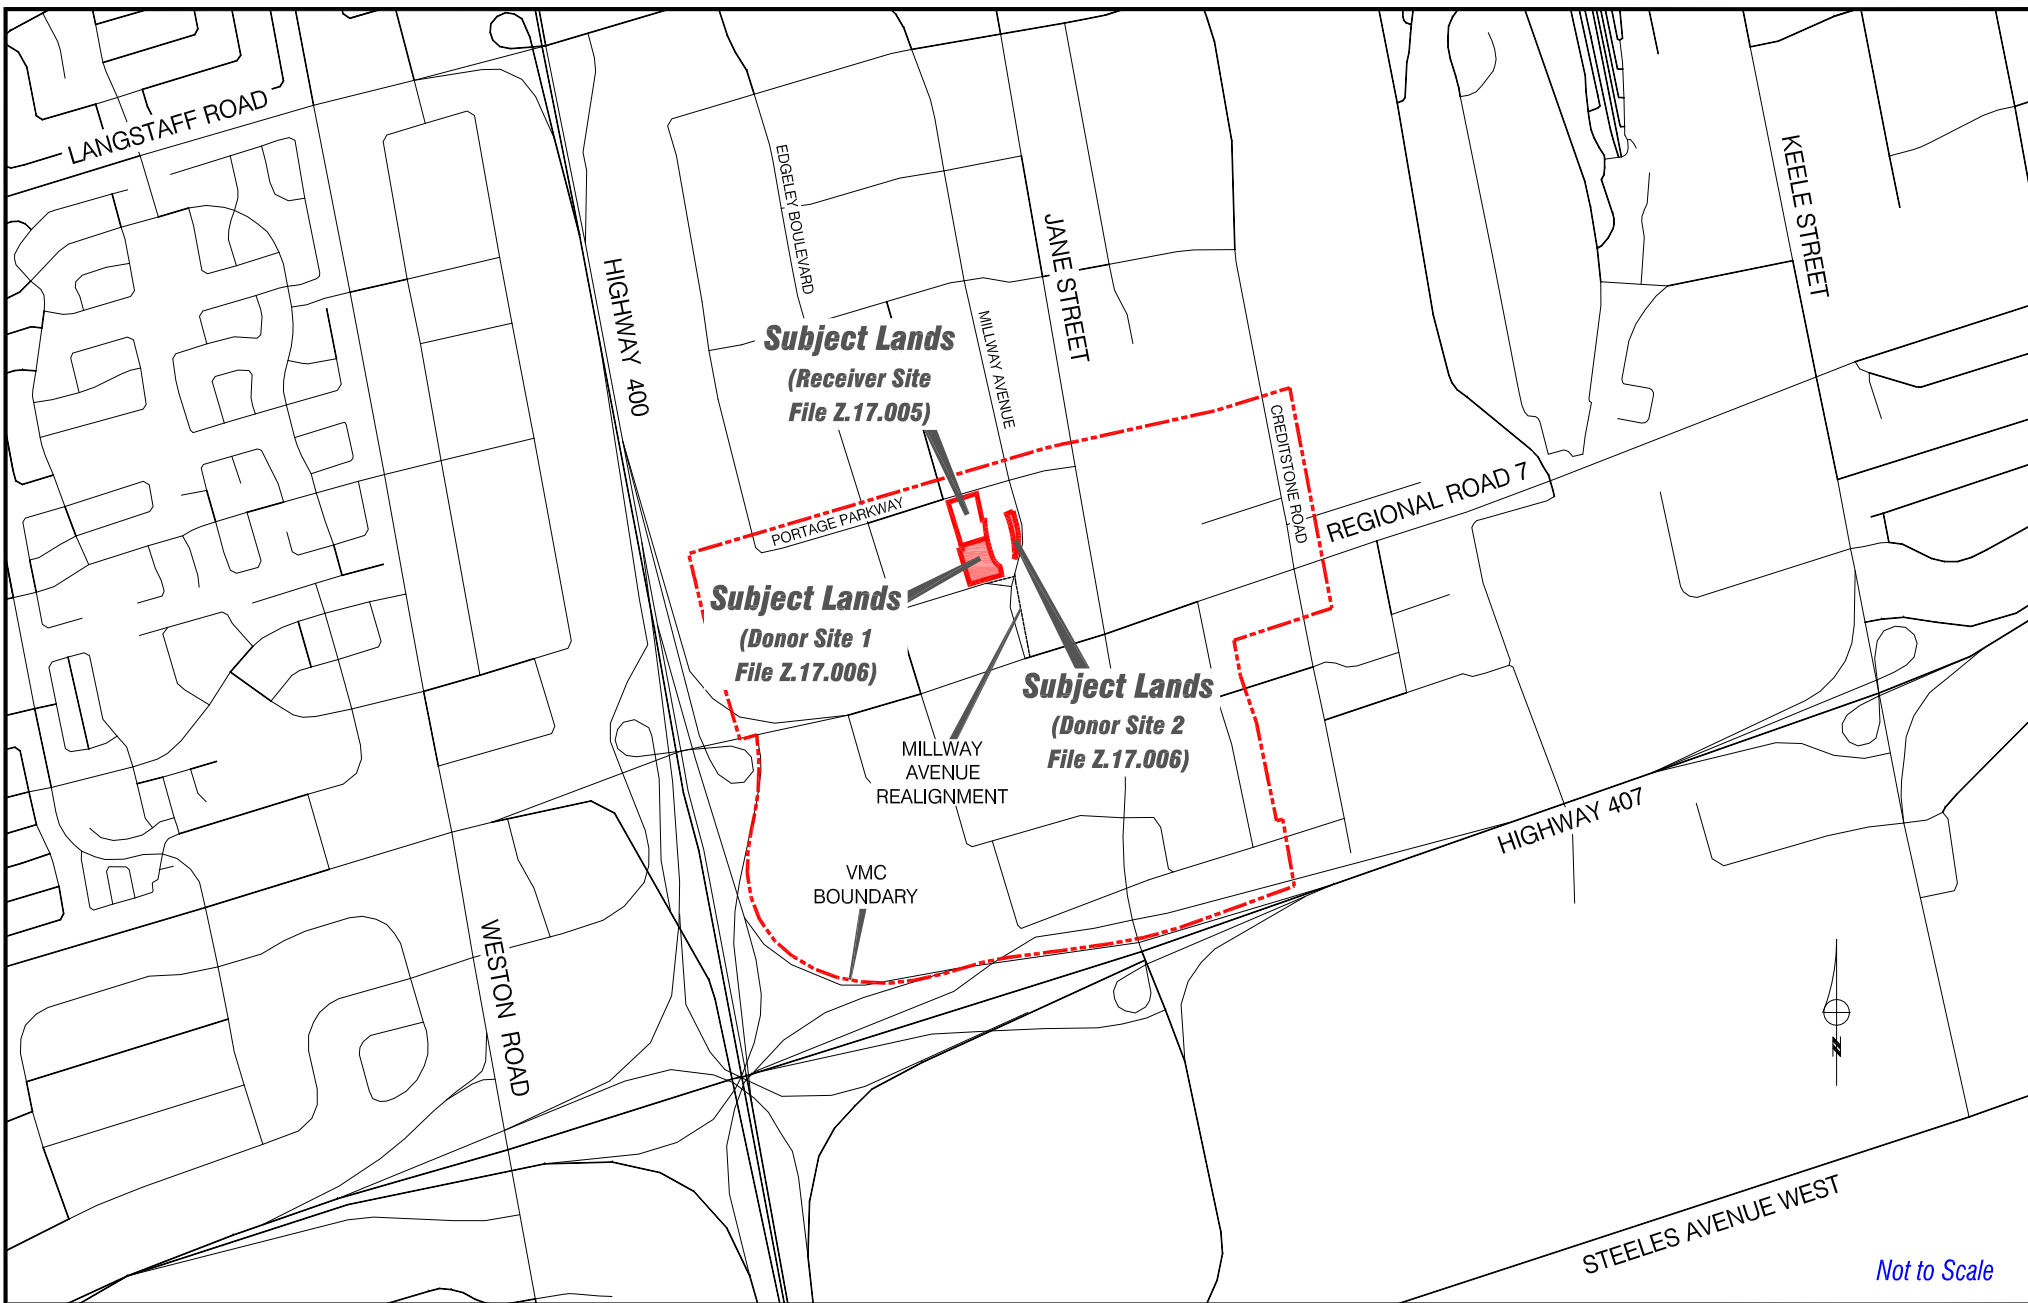 LANGSTAFF ROAD
EDGELEY BOULEVARD
KEELE STREET
JANE STREET
HIGHWAY 400
MILLWAY AVENUE
Subject Lands
(Receiver Site
File Z.17.005)
CREDITSTONE ROAD
REGIONAL ROAD 7
PORTAGE PARKWAY
Subject Lands
(Donor Site 1
File Z.17.006)
Subject Lands
(Donor Site 2
File Z.17.006)
MILLWAY
AVENUE
REALIGNMENT
HIGHWAY 407
VMC
BOUNDARY
WESTON ROAD
N
STEELES AVENUE WEST
Not to Scale